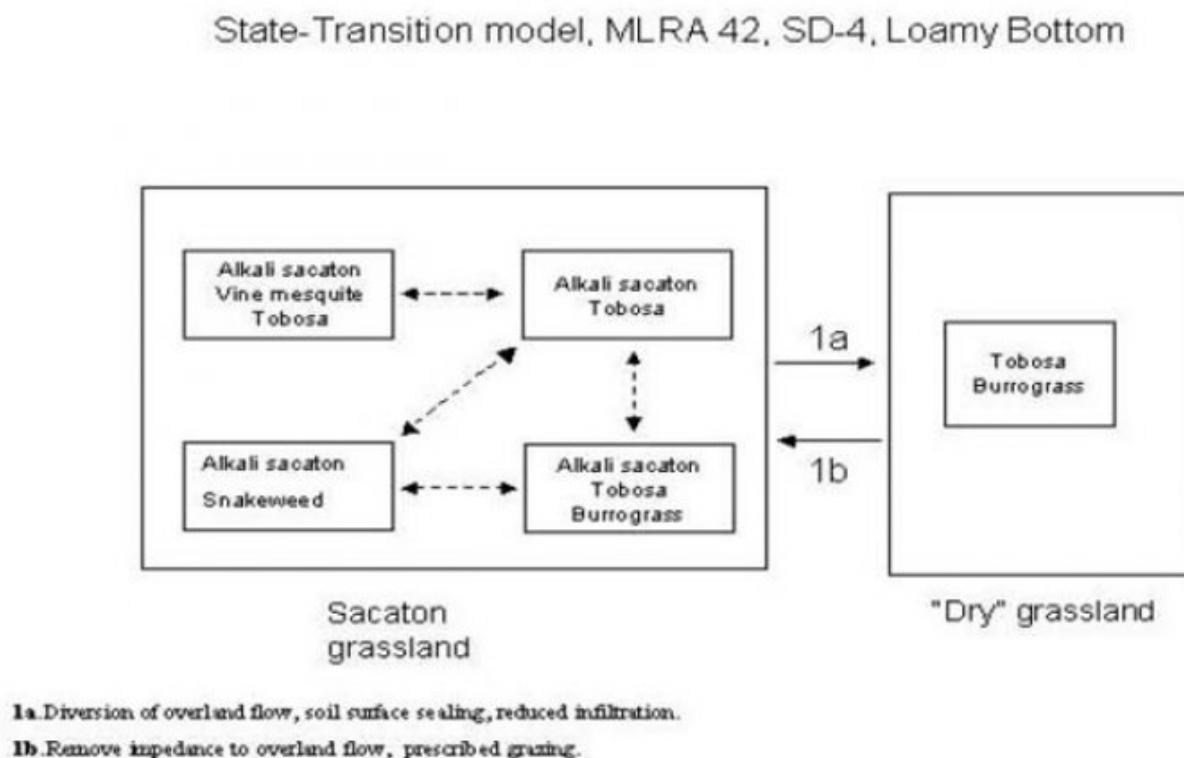 State-Transition model, MLRA 42, SD-4, Loamy Bottom
Alkali sacaton
Vine mesquite
Tobosa
Alkali sacaton
Tobosa
Alkali sacaton
Snakeweed
Alkali sacaton
Tobosa
Burrograss
1a
1b
Tobosa
Burrograss
Sacaton
grassland
"Dry" grassland
1a.Diversion of overland flow, soil surface sealing, reduced infiltration.
1b.Remove impedance to overland flow, prescribed grazing.